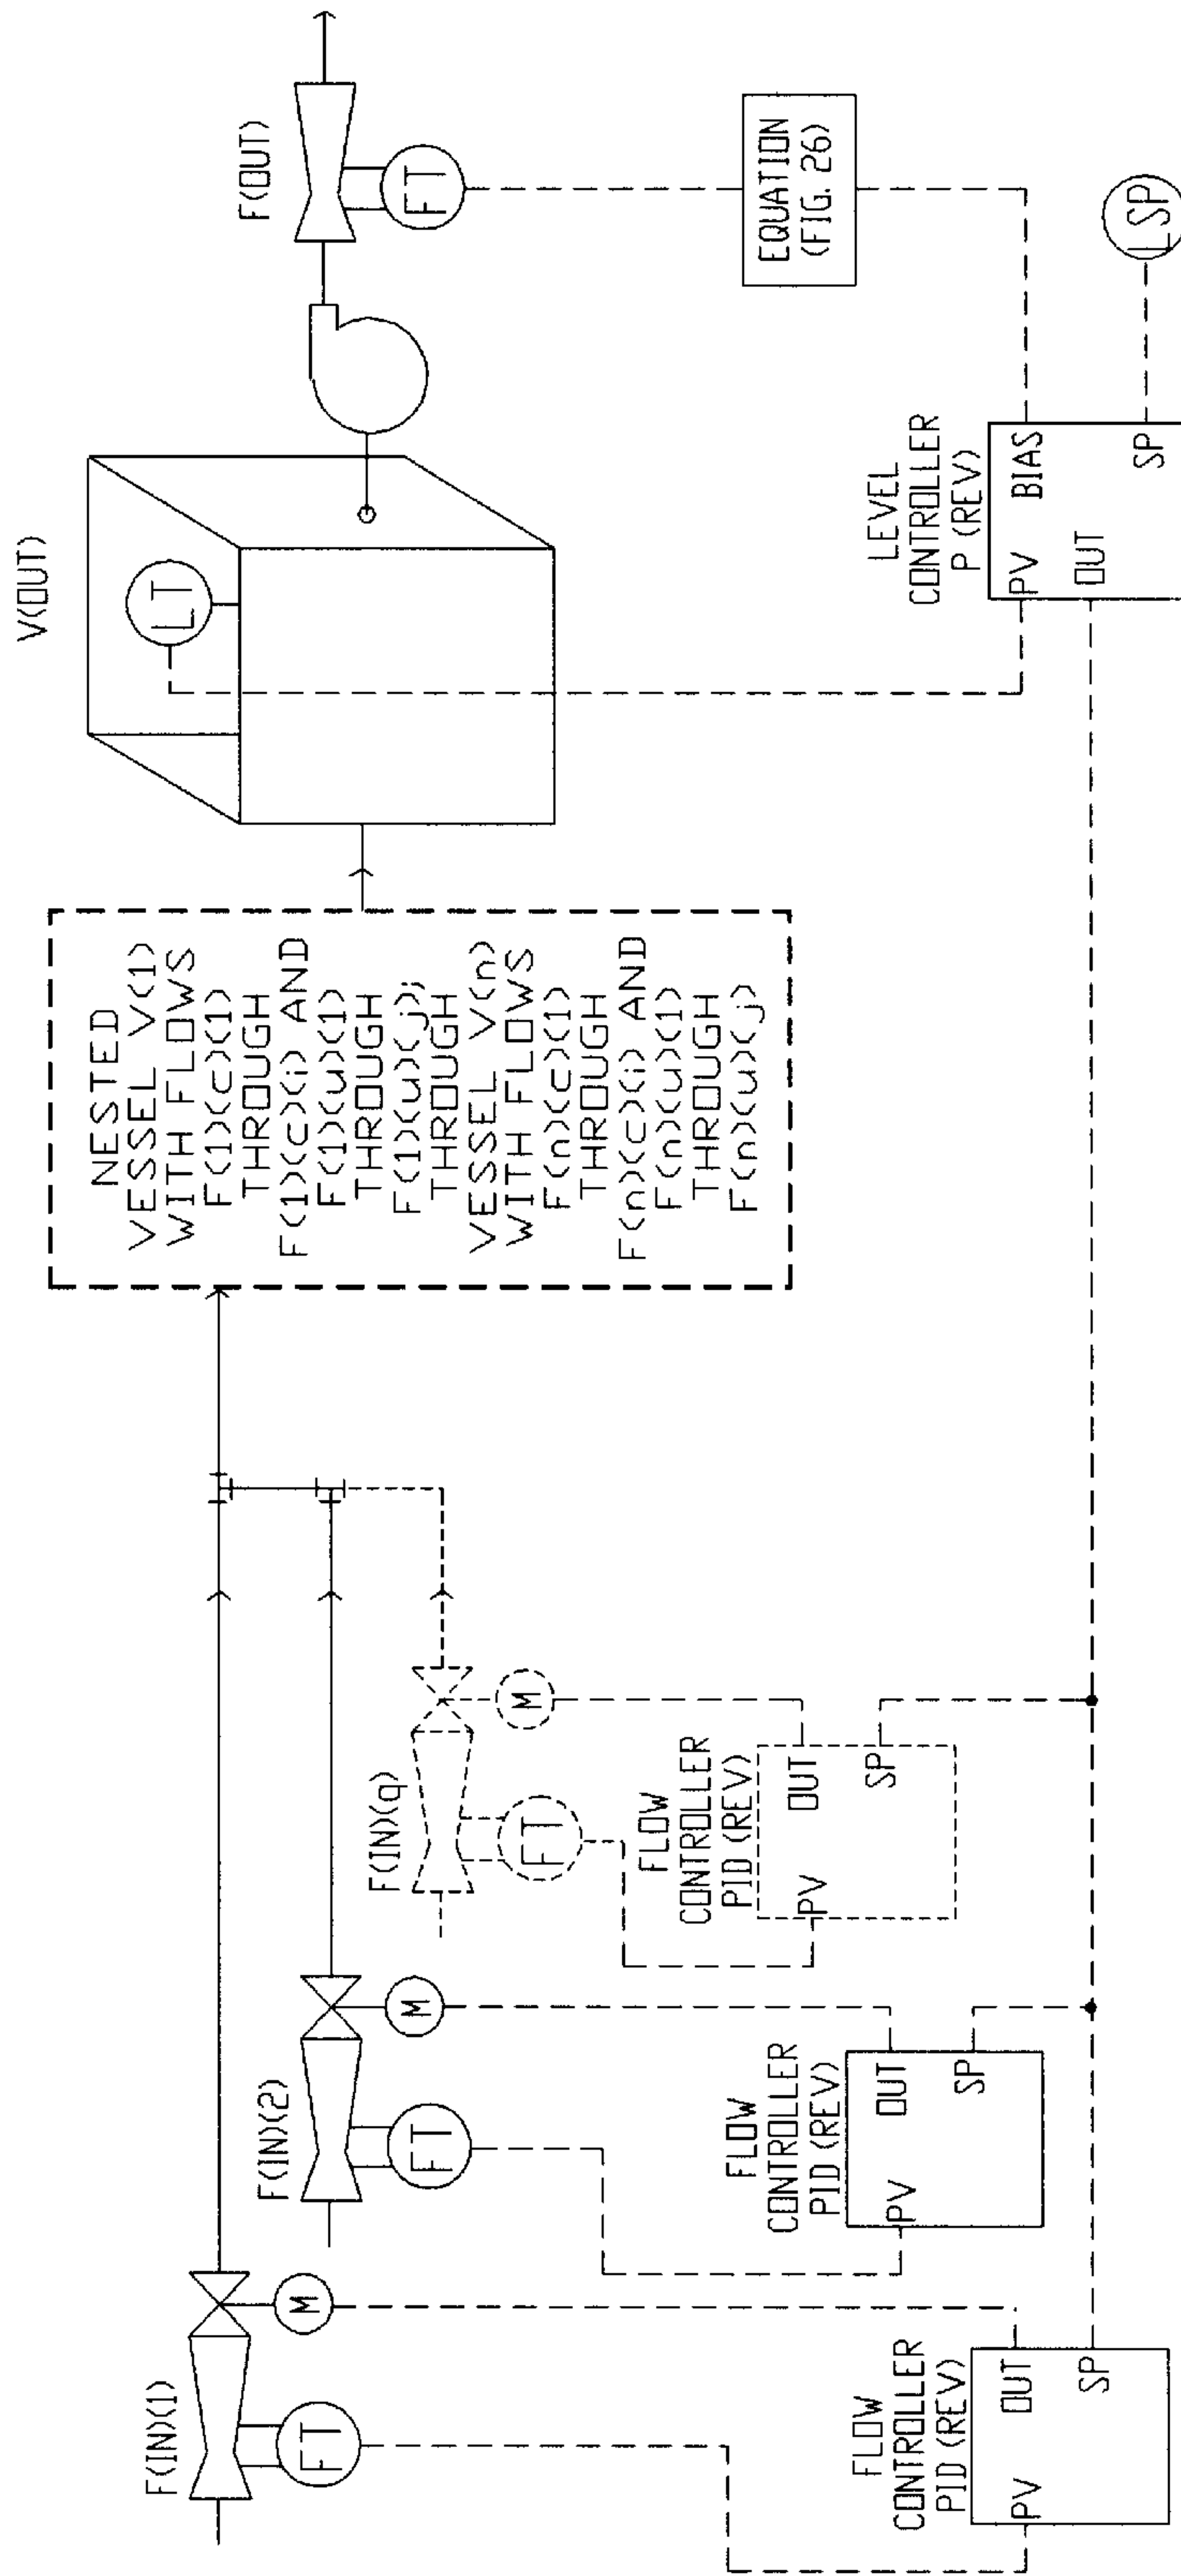 F(IN)(1)
FT
M
FLOW
CONTROLLER
PID (REV)
PV
OUT
SP
F(IN)(2)
FT
M
FLOW
CONTROLLER
PID (REV)
PV
OUT
SP
F(IN)(q)
FT
M
FLOW
CONTROLLER
PID (REV)
PV
OUT
SP
NESTED
VESSEL V(1)
WITH FLOWS
F(1)(c)(1)
THROUGH
F(1)(c)(i) AND
F(1)(u)(1)
THROUGH
F(1)(u)(j);
THROUGH
VESSEL V(n)
WITH FLOWS
F(n)(c)(1)
THROUGH
F(n)(c)(i) AND
F(n)(u)(1)
THROUGH
F(n)(u)(j)
V(OUT)
LT
F(OUT)
FT
EQUATION
(FIG. 26)
LEVEL
CONTROLLER
P (REV)
PV
BIAS
OUT
SP
LSP